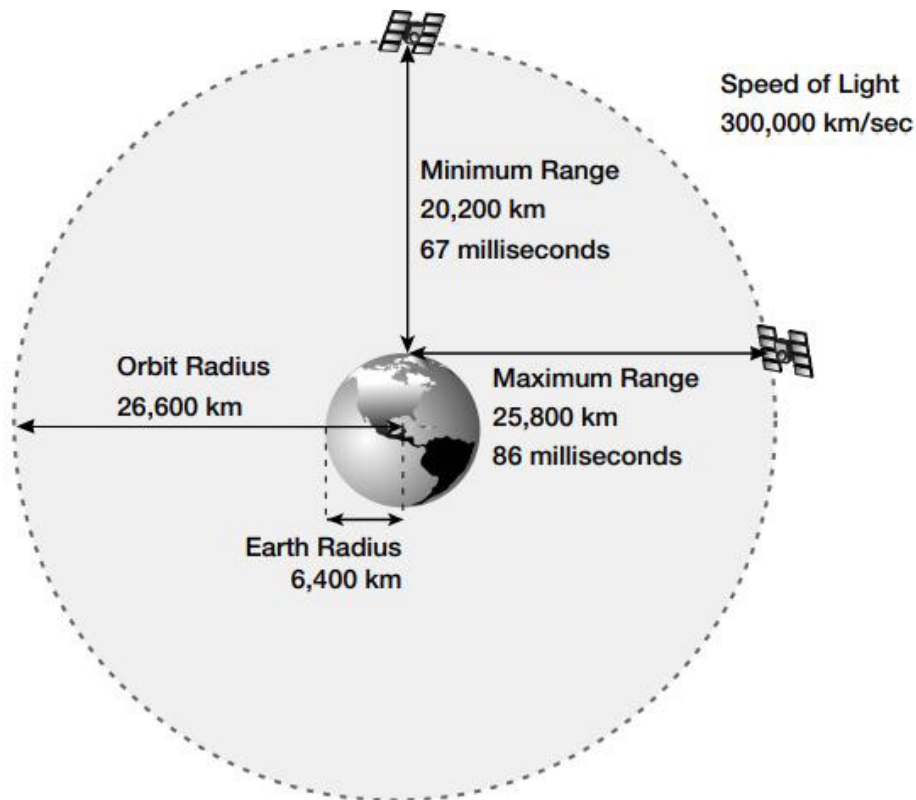 Speed of Light
300,000 km/sec
Minimum Range
20,200 km
67 milliseconds
Orbit Radius
26,600 km
Maximum Range
25,800 km
86 milliseconds
Earth Radius
6,400 km